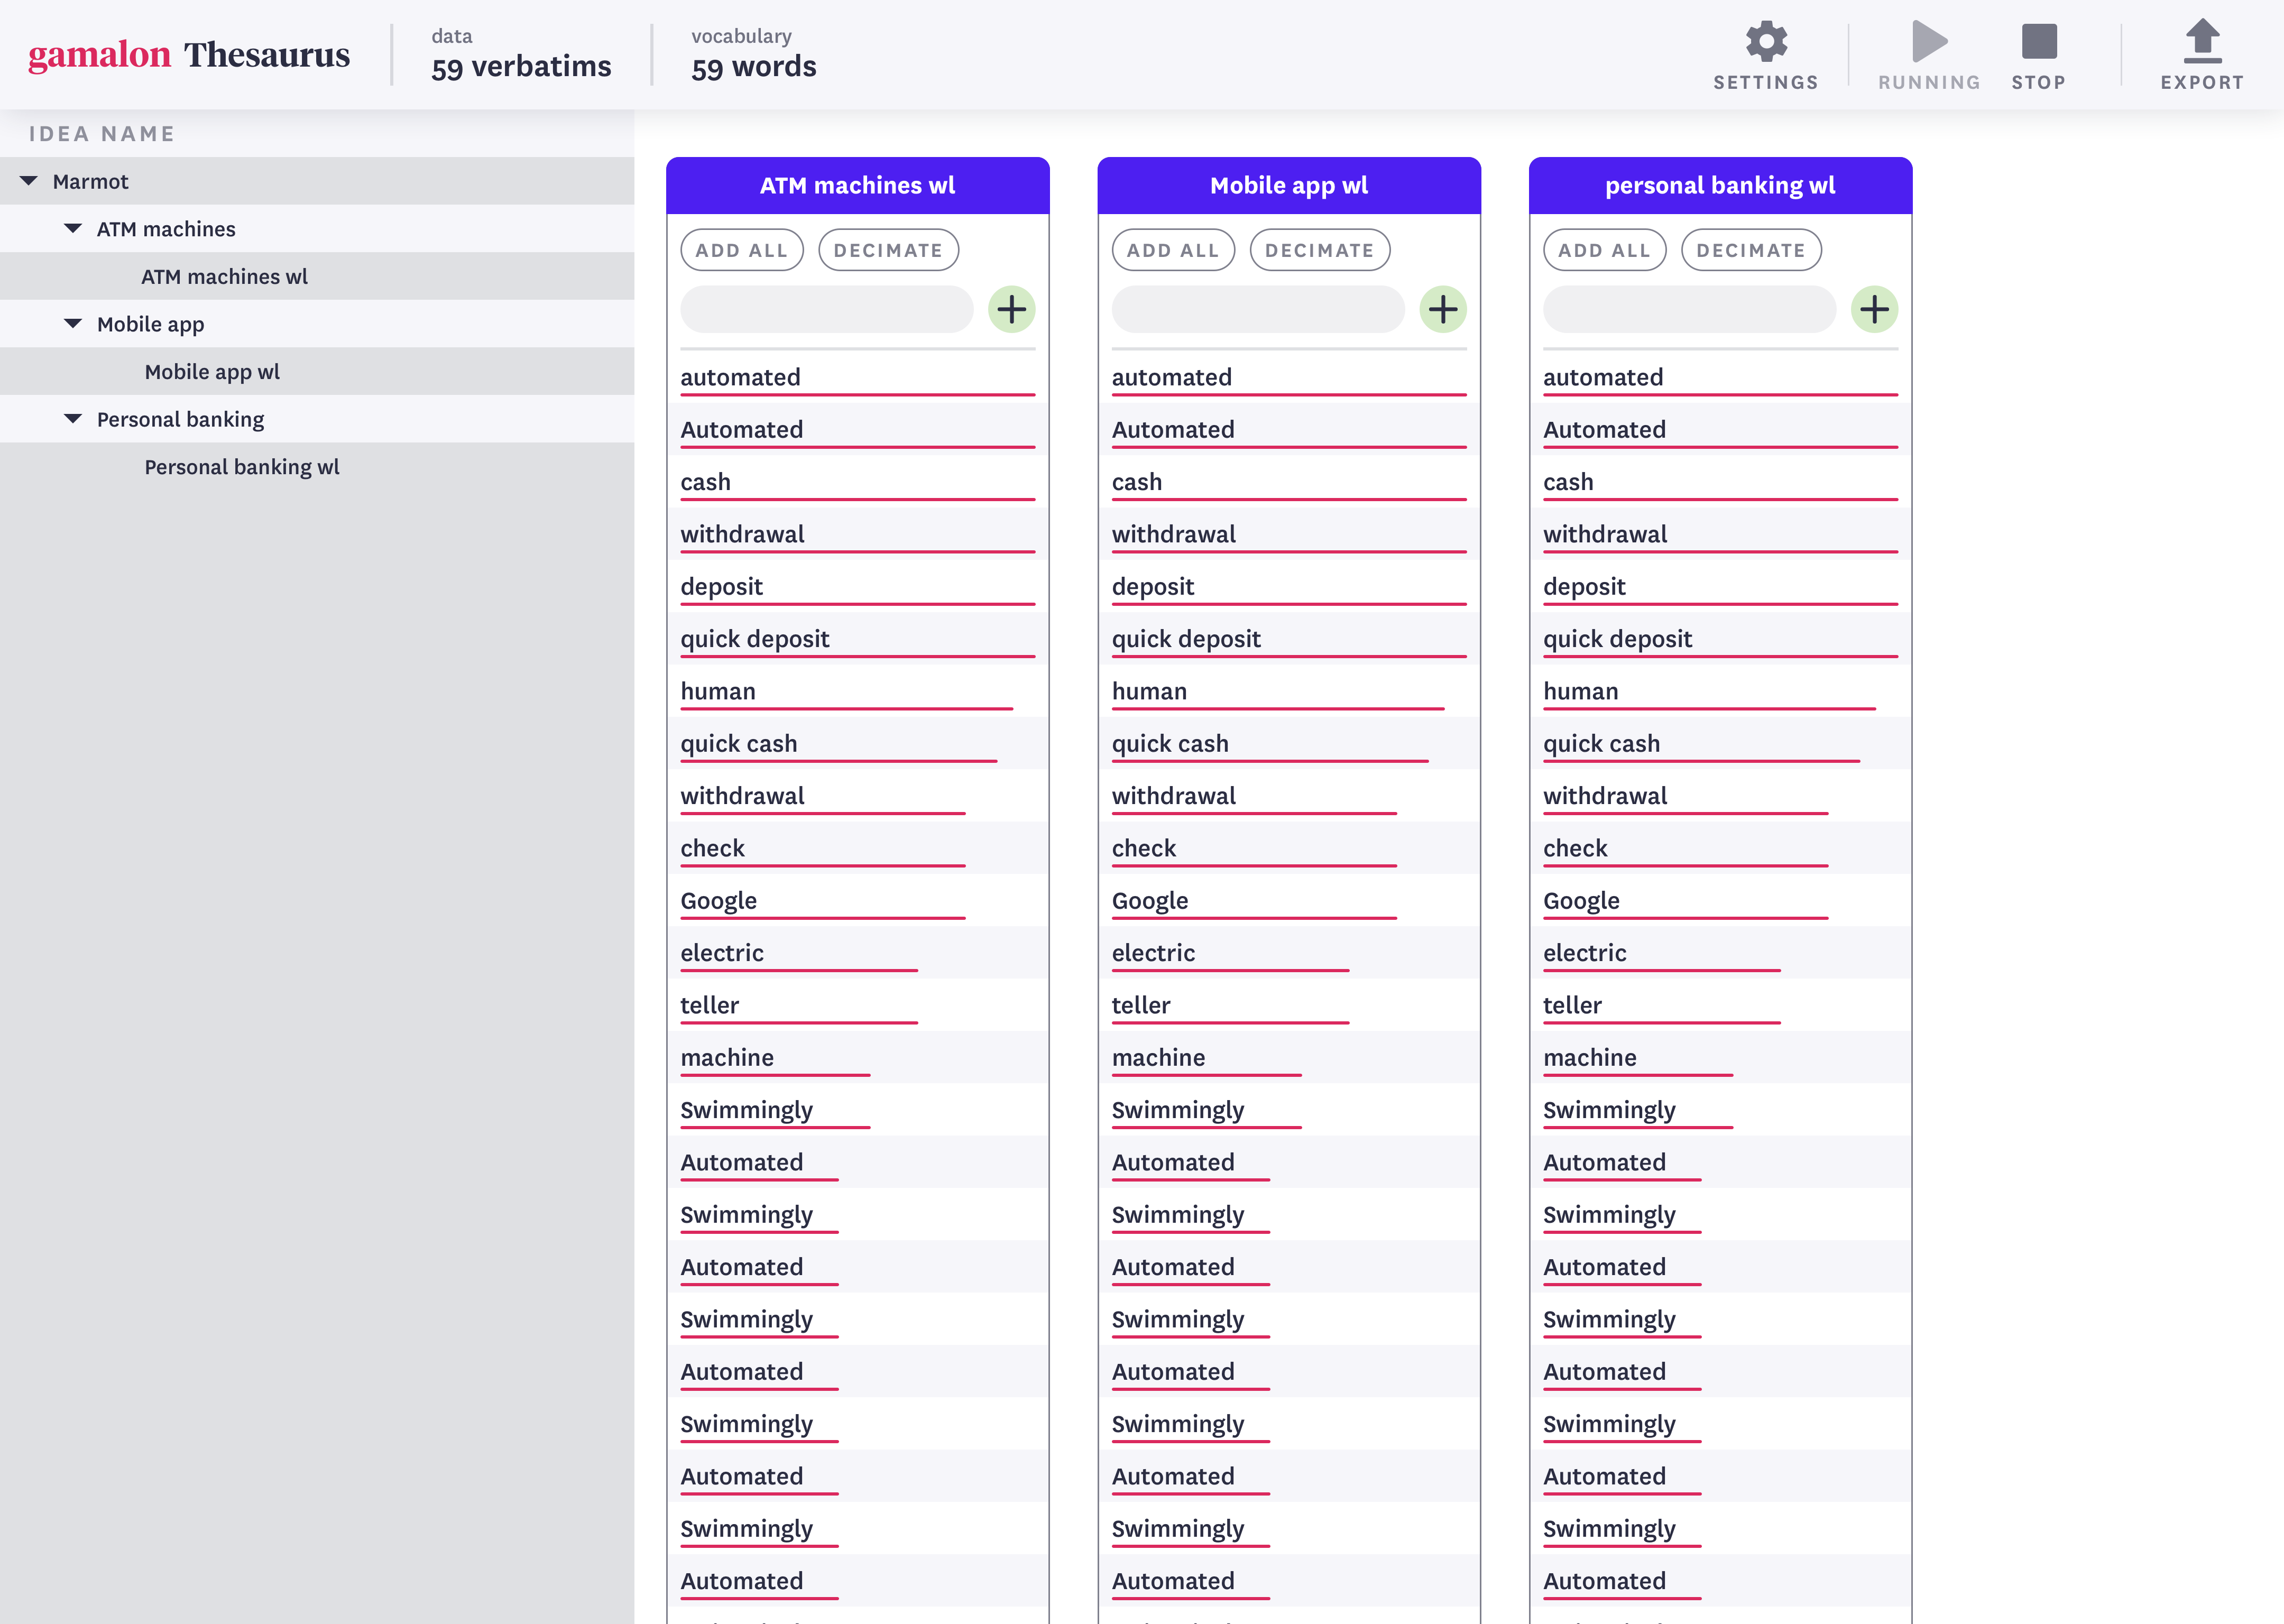 gamalon Thesaurus
data
59 verbatims
vocabulary
59 words
SETTINGS
RUNNING
STOP
EXPORT
IDEA NAME
Marmot
ATM machines
ATM machines wl
Mobile app
Mobile app wl
Personal banking
Personal banking wl
ATM machines wl
ADD ALL DECIMATE
automated
Automated
cash
withdrawal
deposit
quick deposit
human
quick cash
withdrawal
check
Google
electric
teller
machine
Swimmingly
Automated
Swimmingly
Automated
Swimmingly
Automated
Swimmingly
Automated
Swimmingly
Automated
Mobile app wl
ADD ALL DECIMATE
automated
Automated
cash
withdrawal
deposit
quick deposit
human
quick cash
withdrawal
check
Google
electric
teller
machine
Swimmingly
Automated
Swimmingly
Automated
Swimmingly
Automated
Swimmingly
Automated
Swimmingly
Automated
personal banking wl
ADD ALL DECIMATE
automated
Automated
cash
withdrawal
deposit
quick deposit
human
quick cash
withdrawal
check
Google
electric
teller
machine
Swimmingly
Automated
Swimmingly
Automated
Swimmingly
Automated
Swimmingly
Automated
Swimmingly
Automated